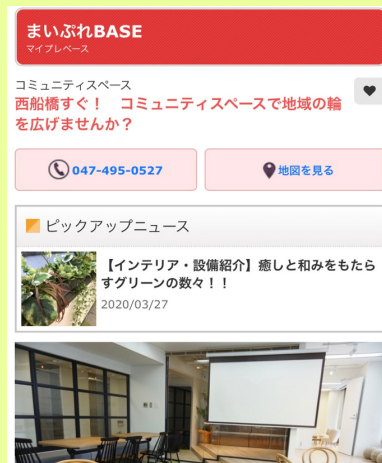 まいぷれBASE
マイプレベース
コミュニティスペース
西船橋すぐ！　コミュニティスペースで地域の輪
を広げませんか？
047-495-0527
地図を見る
ピックアップニュース
【インテリア・設備紹介】癒しと和みをもたら
すグリーンの数々！！
2020/03/27